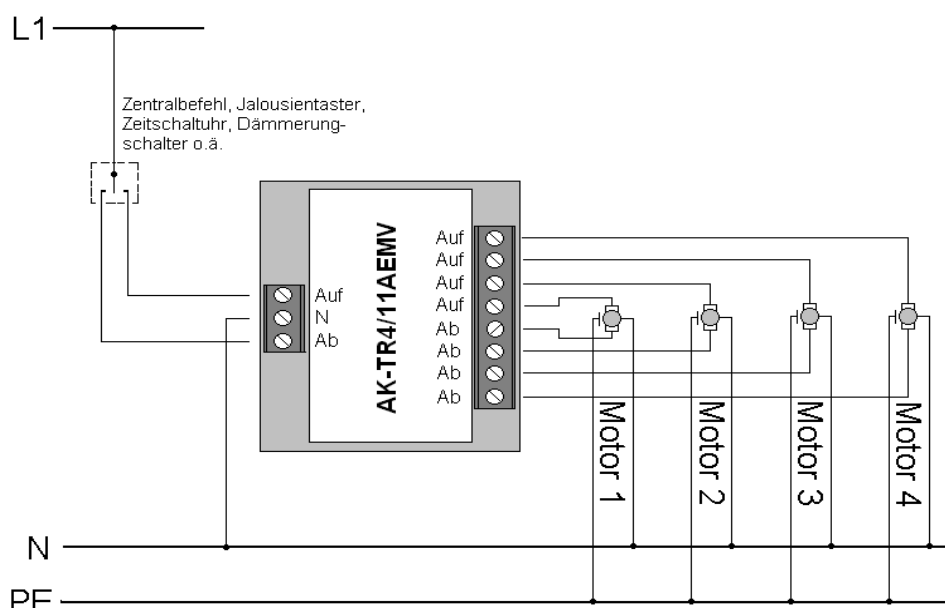 L1
Zentralbefehl, Jalousientaster,
Zeitschaltuhr, Dämmerung-
schalter o.ä.
Auf
N
Ab
AK-TR4/11AEMV
Auf
Auf
Auf
Auf
Ab
Ab
Ab
Ab
Motor 1
Motor 2
Motor 3
Motor 4
N
PE